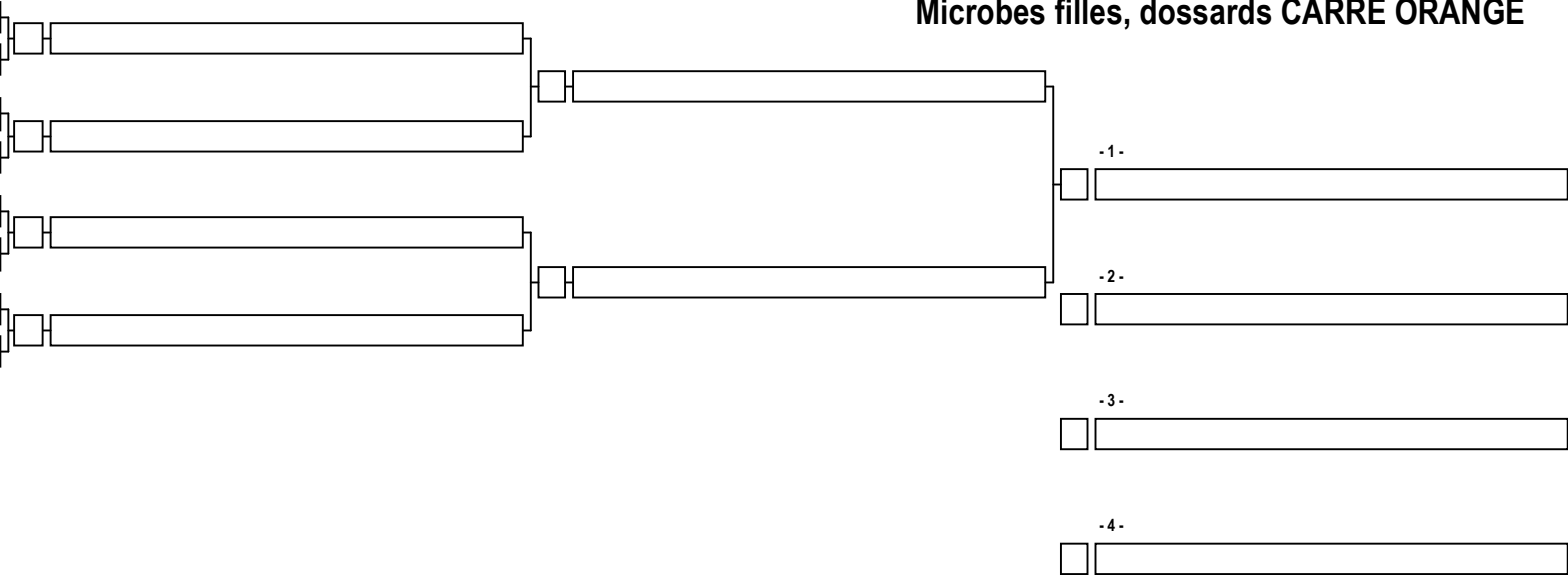 Microbes filles, dossards CARRE ORANGE
- 1 -
- 2 -
- 3 -
- 4 -